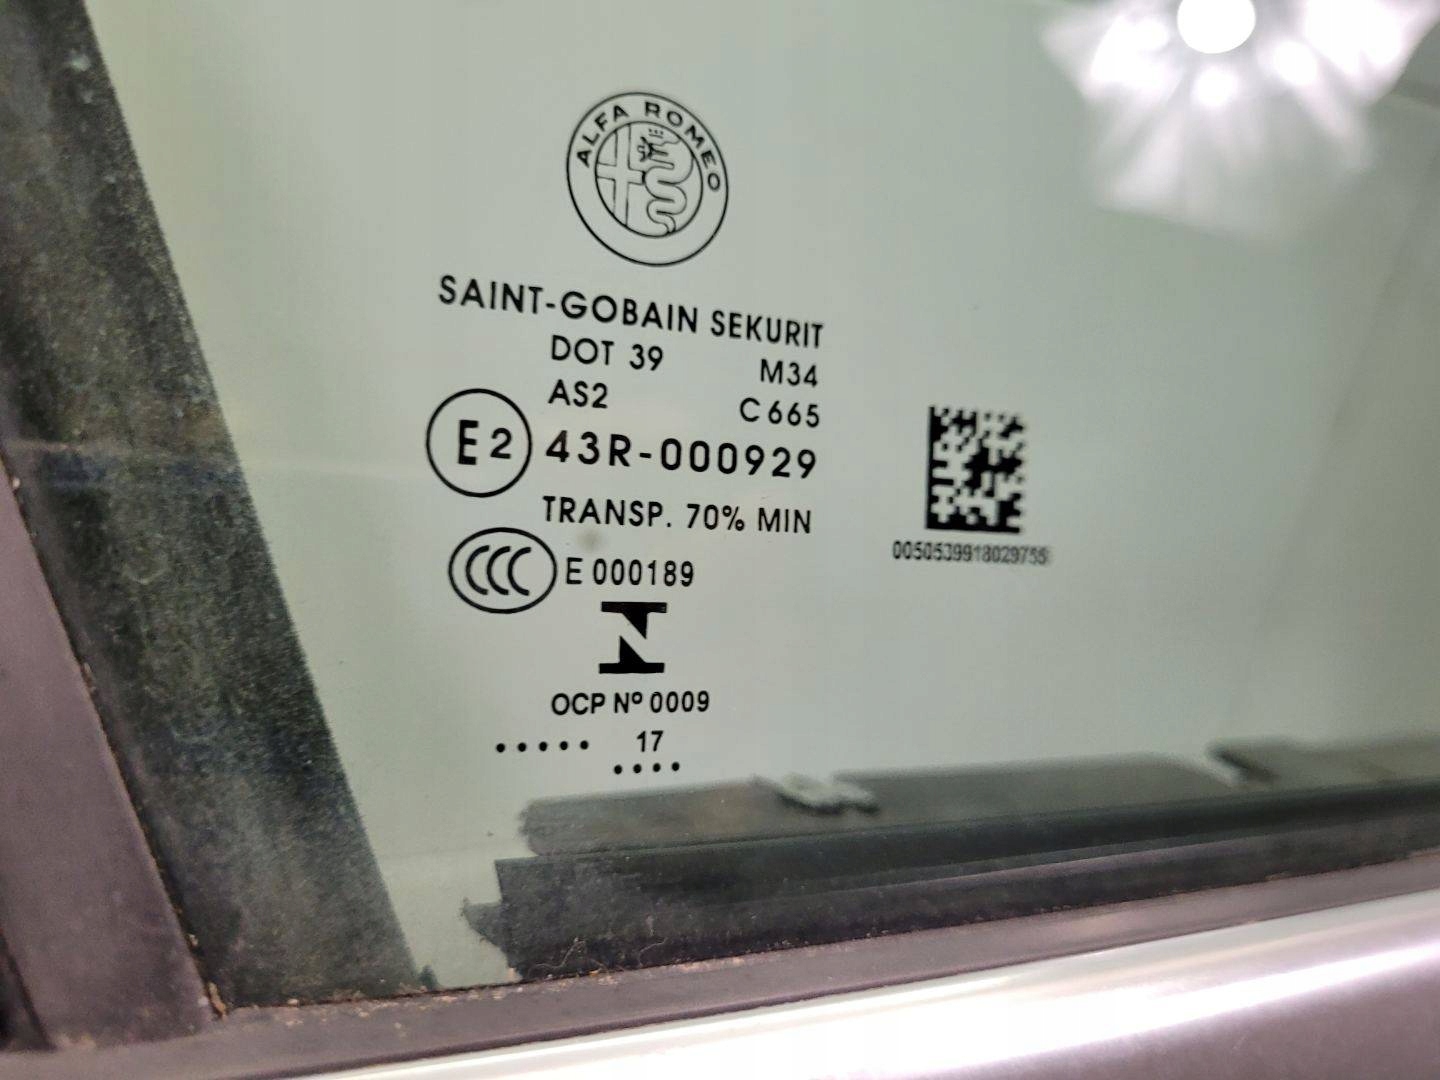 ALFA ROMEO
SAINT-GOBAIN SEKURIT
DOT 39 M34
AS2 C 665
E2 43R-000929
TRANSP. 70% MIN
CCC E 000189
N
OCP Nº 0009
..... 17
....